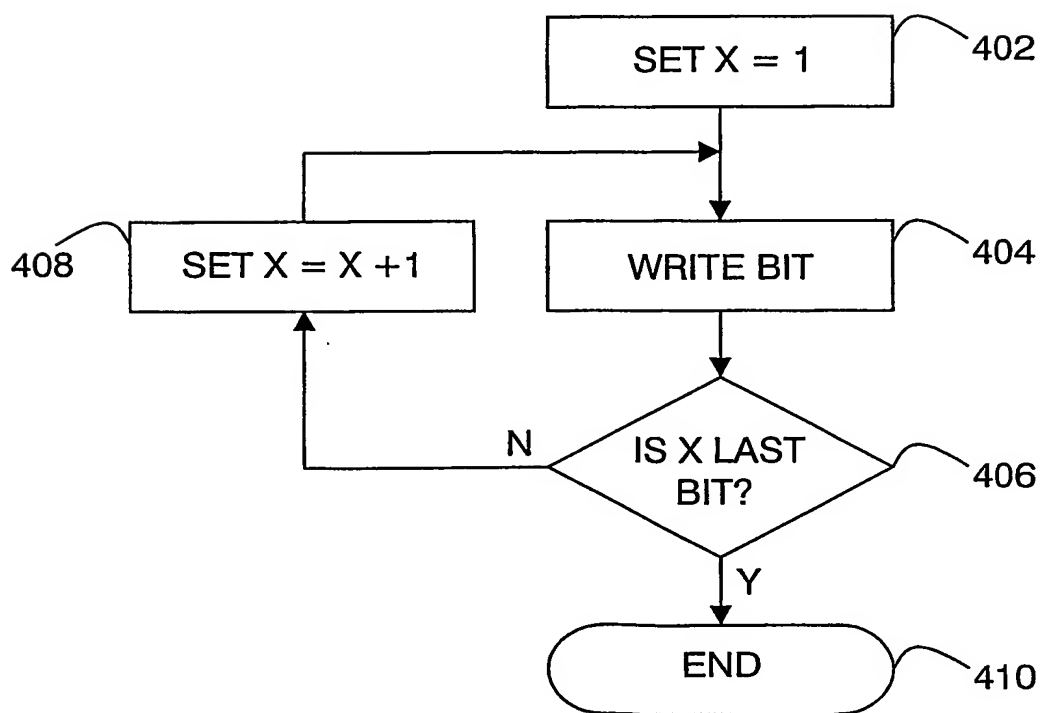 SET X = 1
402
408
SET X = X +1
WRITE BIT
404
N
IS X LAST
BIT?
406
Y
END
410